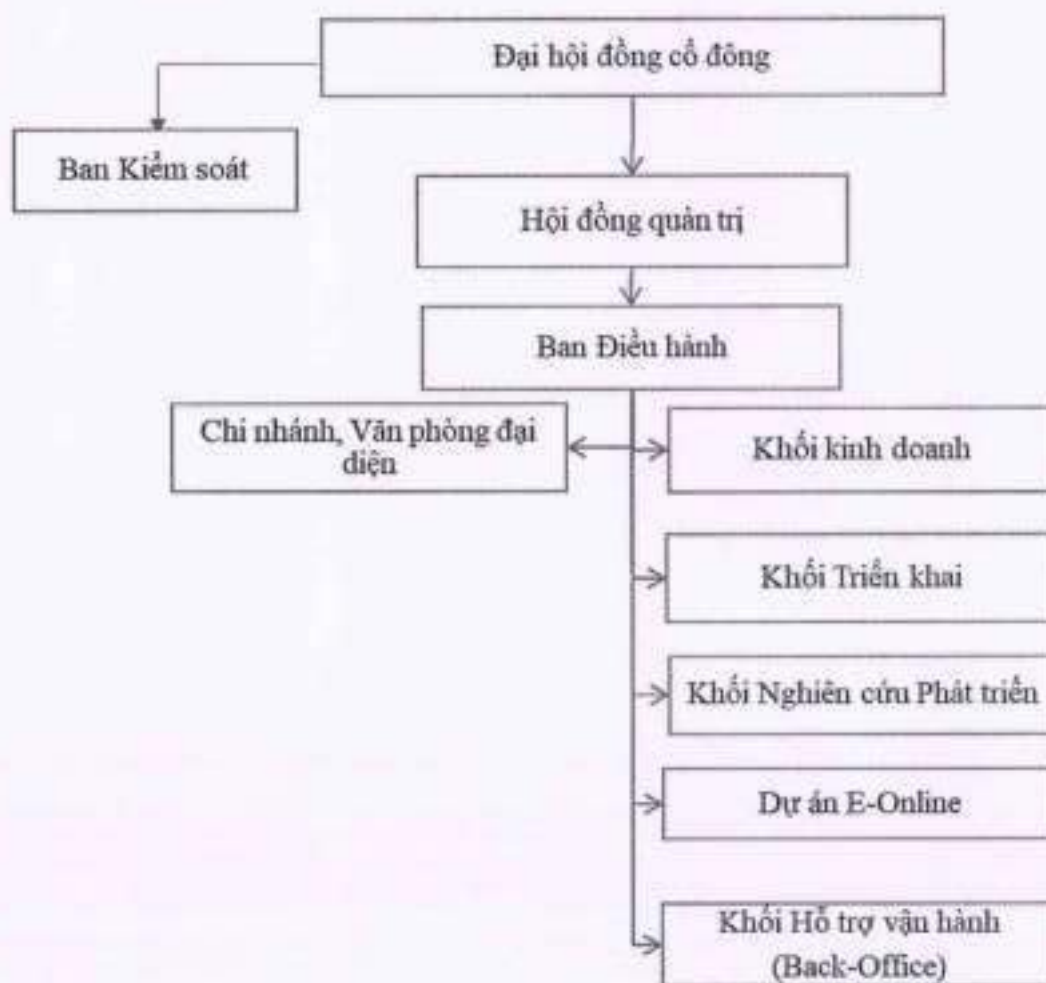 Đại hội đồng cổ đông
Ban Kiểm soát
Hội đồng quản trị
Ban Điều hành
Chi nhánh, Văn phòng đại
diện
Khối kinh doanh
Khối Triển khai
Khối Nghiên cứu Phát triển
Dự án E-Online
Khối Hỗ trợ vận hành
(Back-Office)